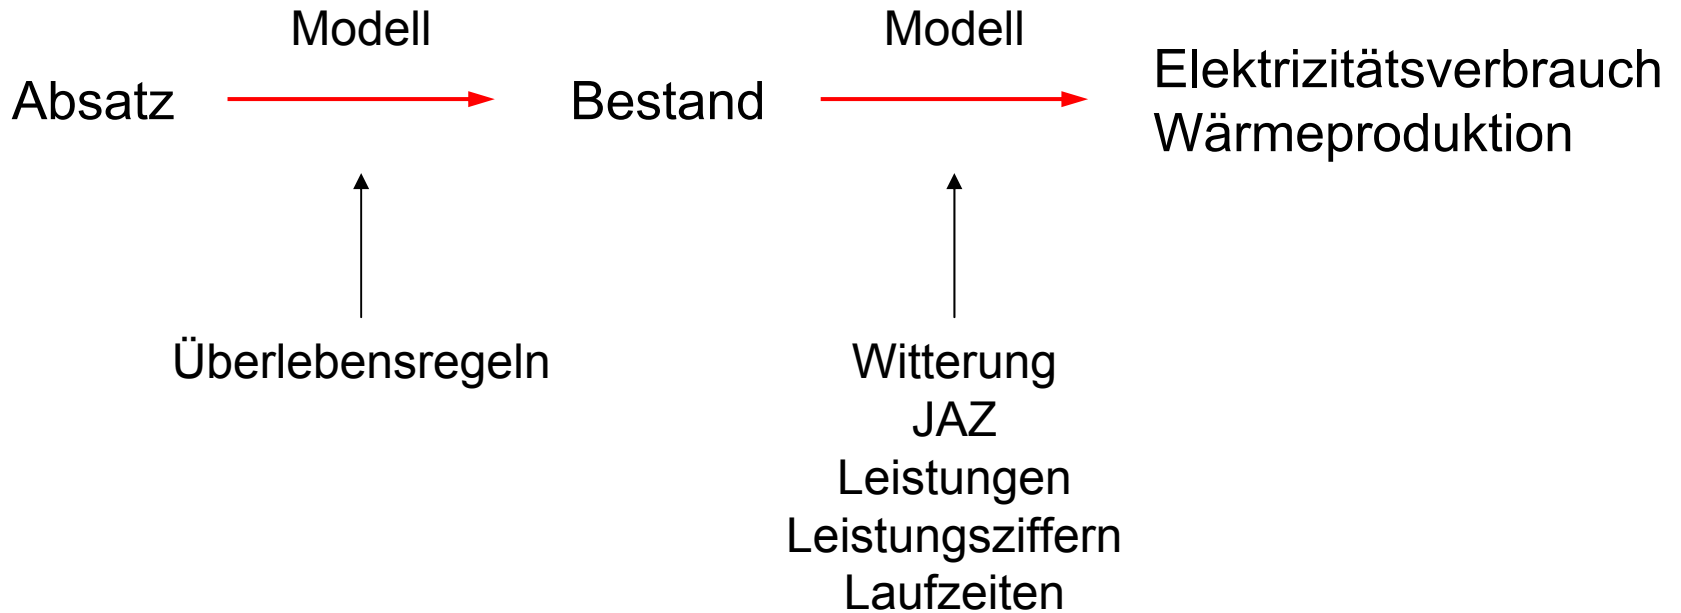 Modell
Modell
Absatz
Bestand
Elektrizitätsverbrauch
Wärmeproduktion
Überlebensregeln
Witterung
JAZ
Leistungen
Leistungsziffern
Laufzeiten